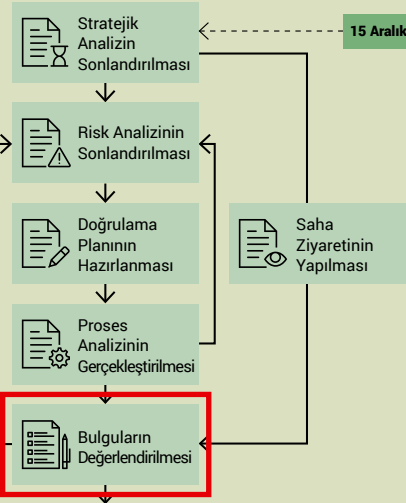 Stratejik
Analizin
Sonlandırılması
15 Aralık
Risk Analizinin
Sonlandırılması
Doğrulama
Planının
Hazırlanması
Saha
Ziyaretinin
Yapılması
Proses
Analizinin
Gerçekleştirilmesi
Bulguların
Değerlendirilmesi